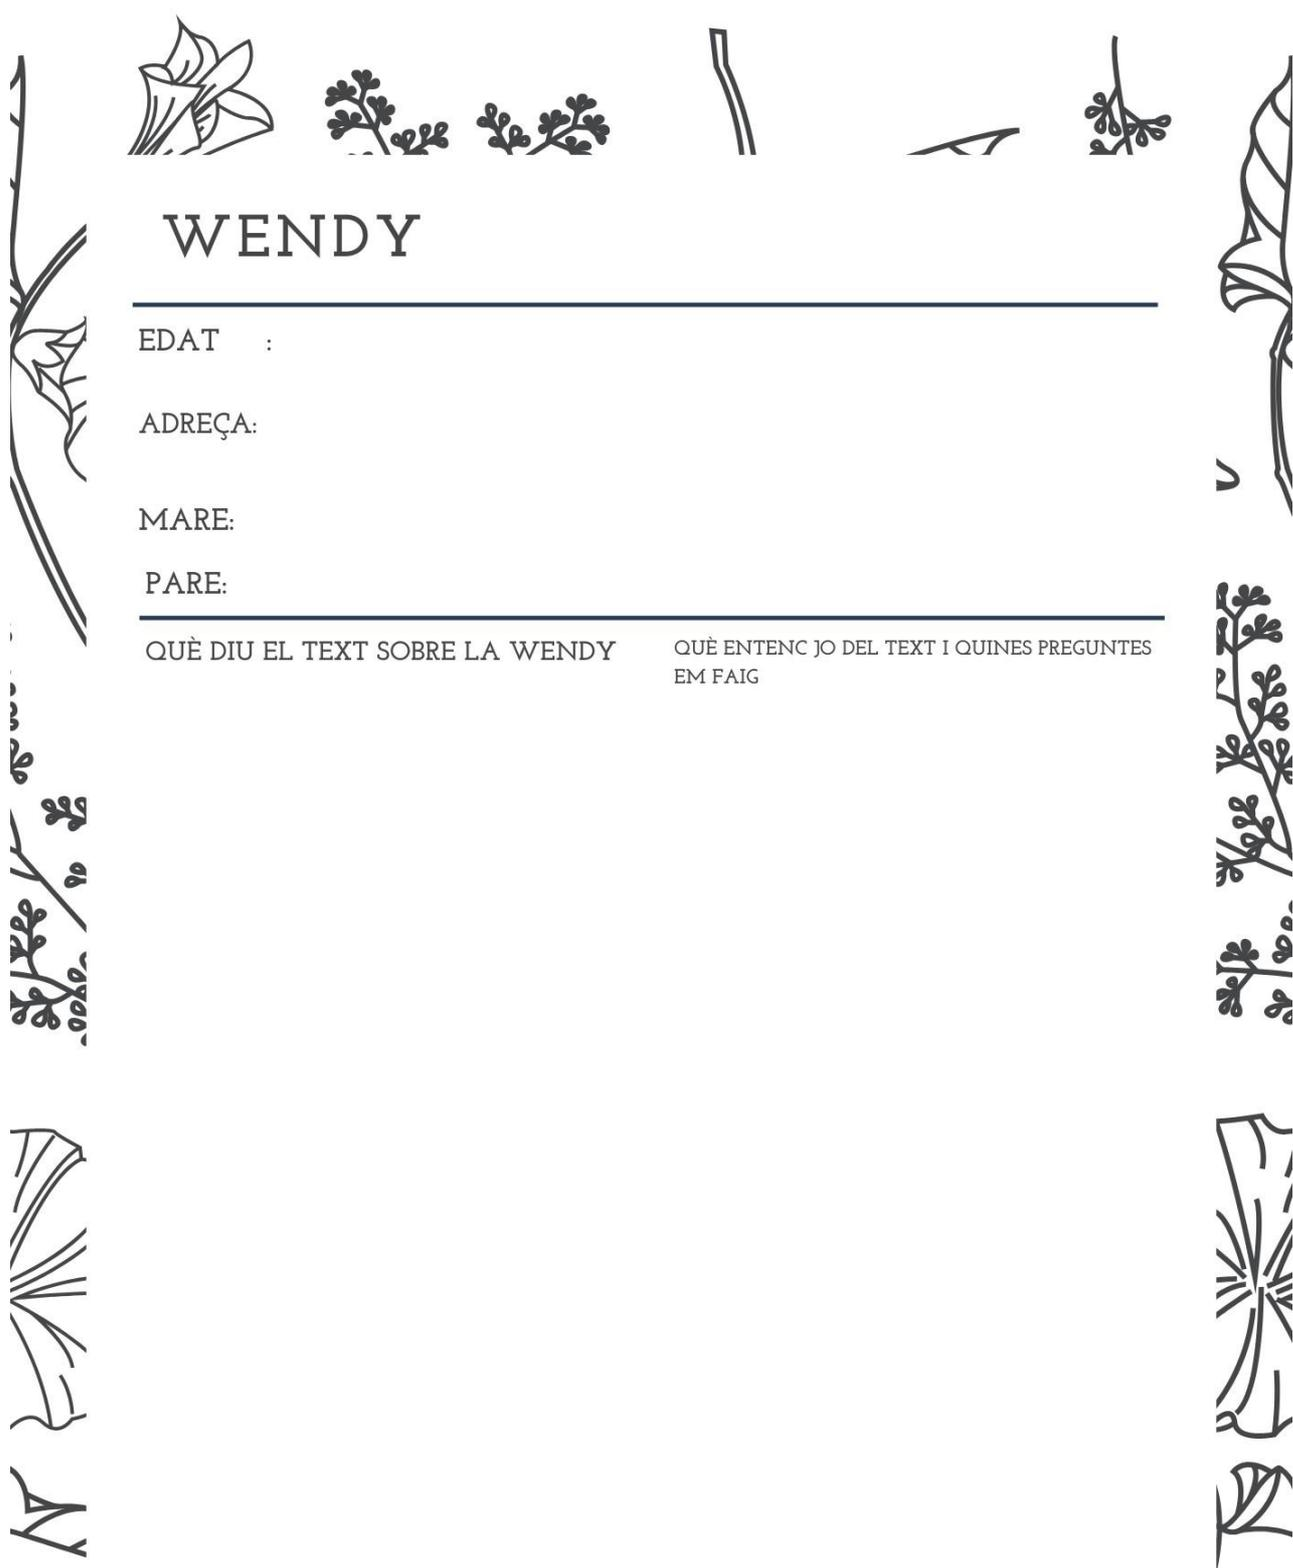 WENDY
EDAT :
ADREÇA:
MARE:
PARE:
QUÈ DIU EL TEXT SOBRE LA WENDY
QUÈ ENTENC JO DEL TEXT I QUINES PREGUNTES
EM FAIG